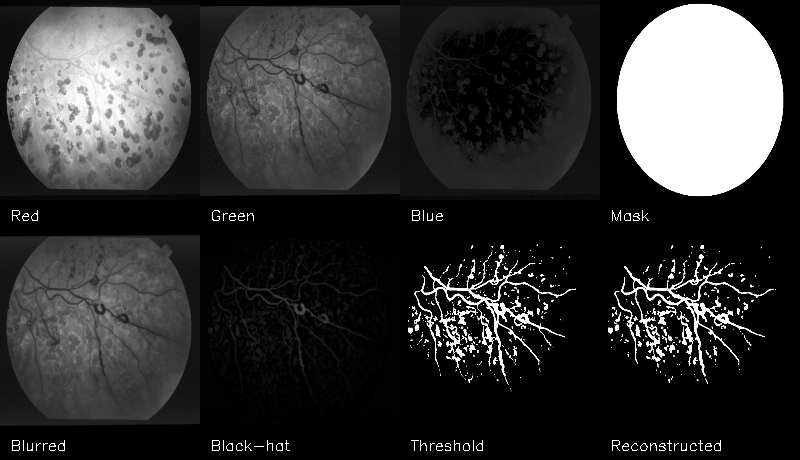 Red
Green
Blue
Mask
Blurred
Black-hat
Threshold
Reconstructed